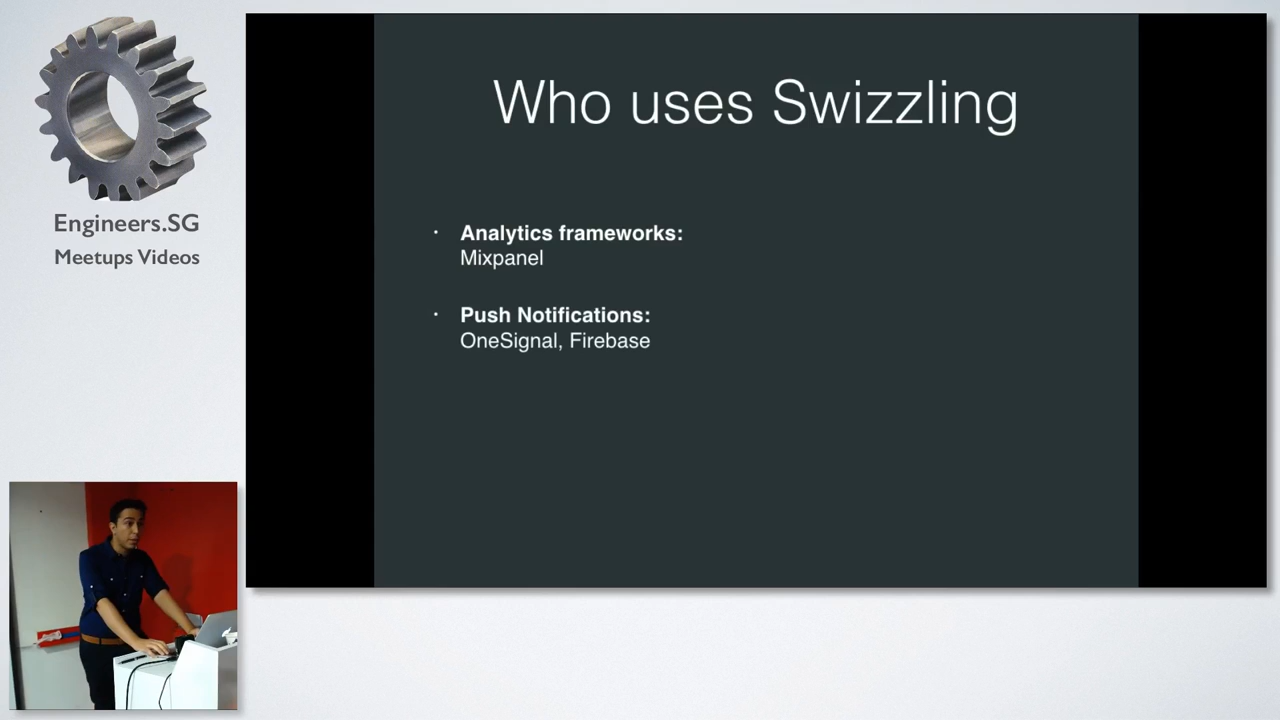 Engineers.SG
Meetups Videos
Who uses Swizzling
· Analytics frameworks:
Mixpanel
· Push Notifications:
OneSignal, Firebase